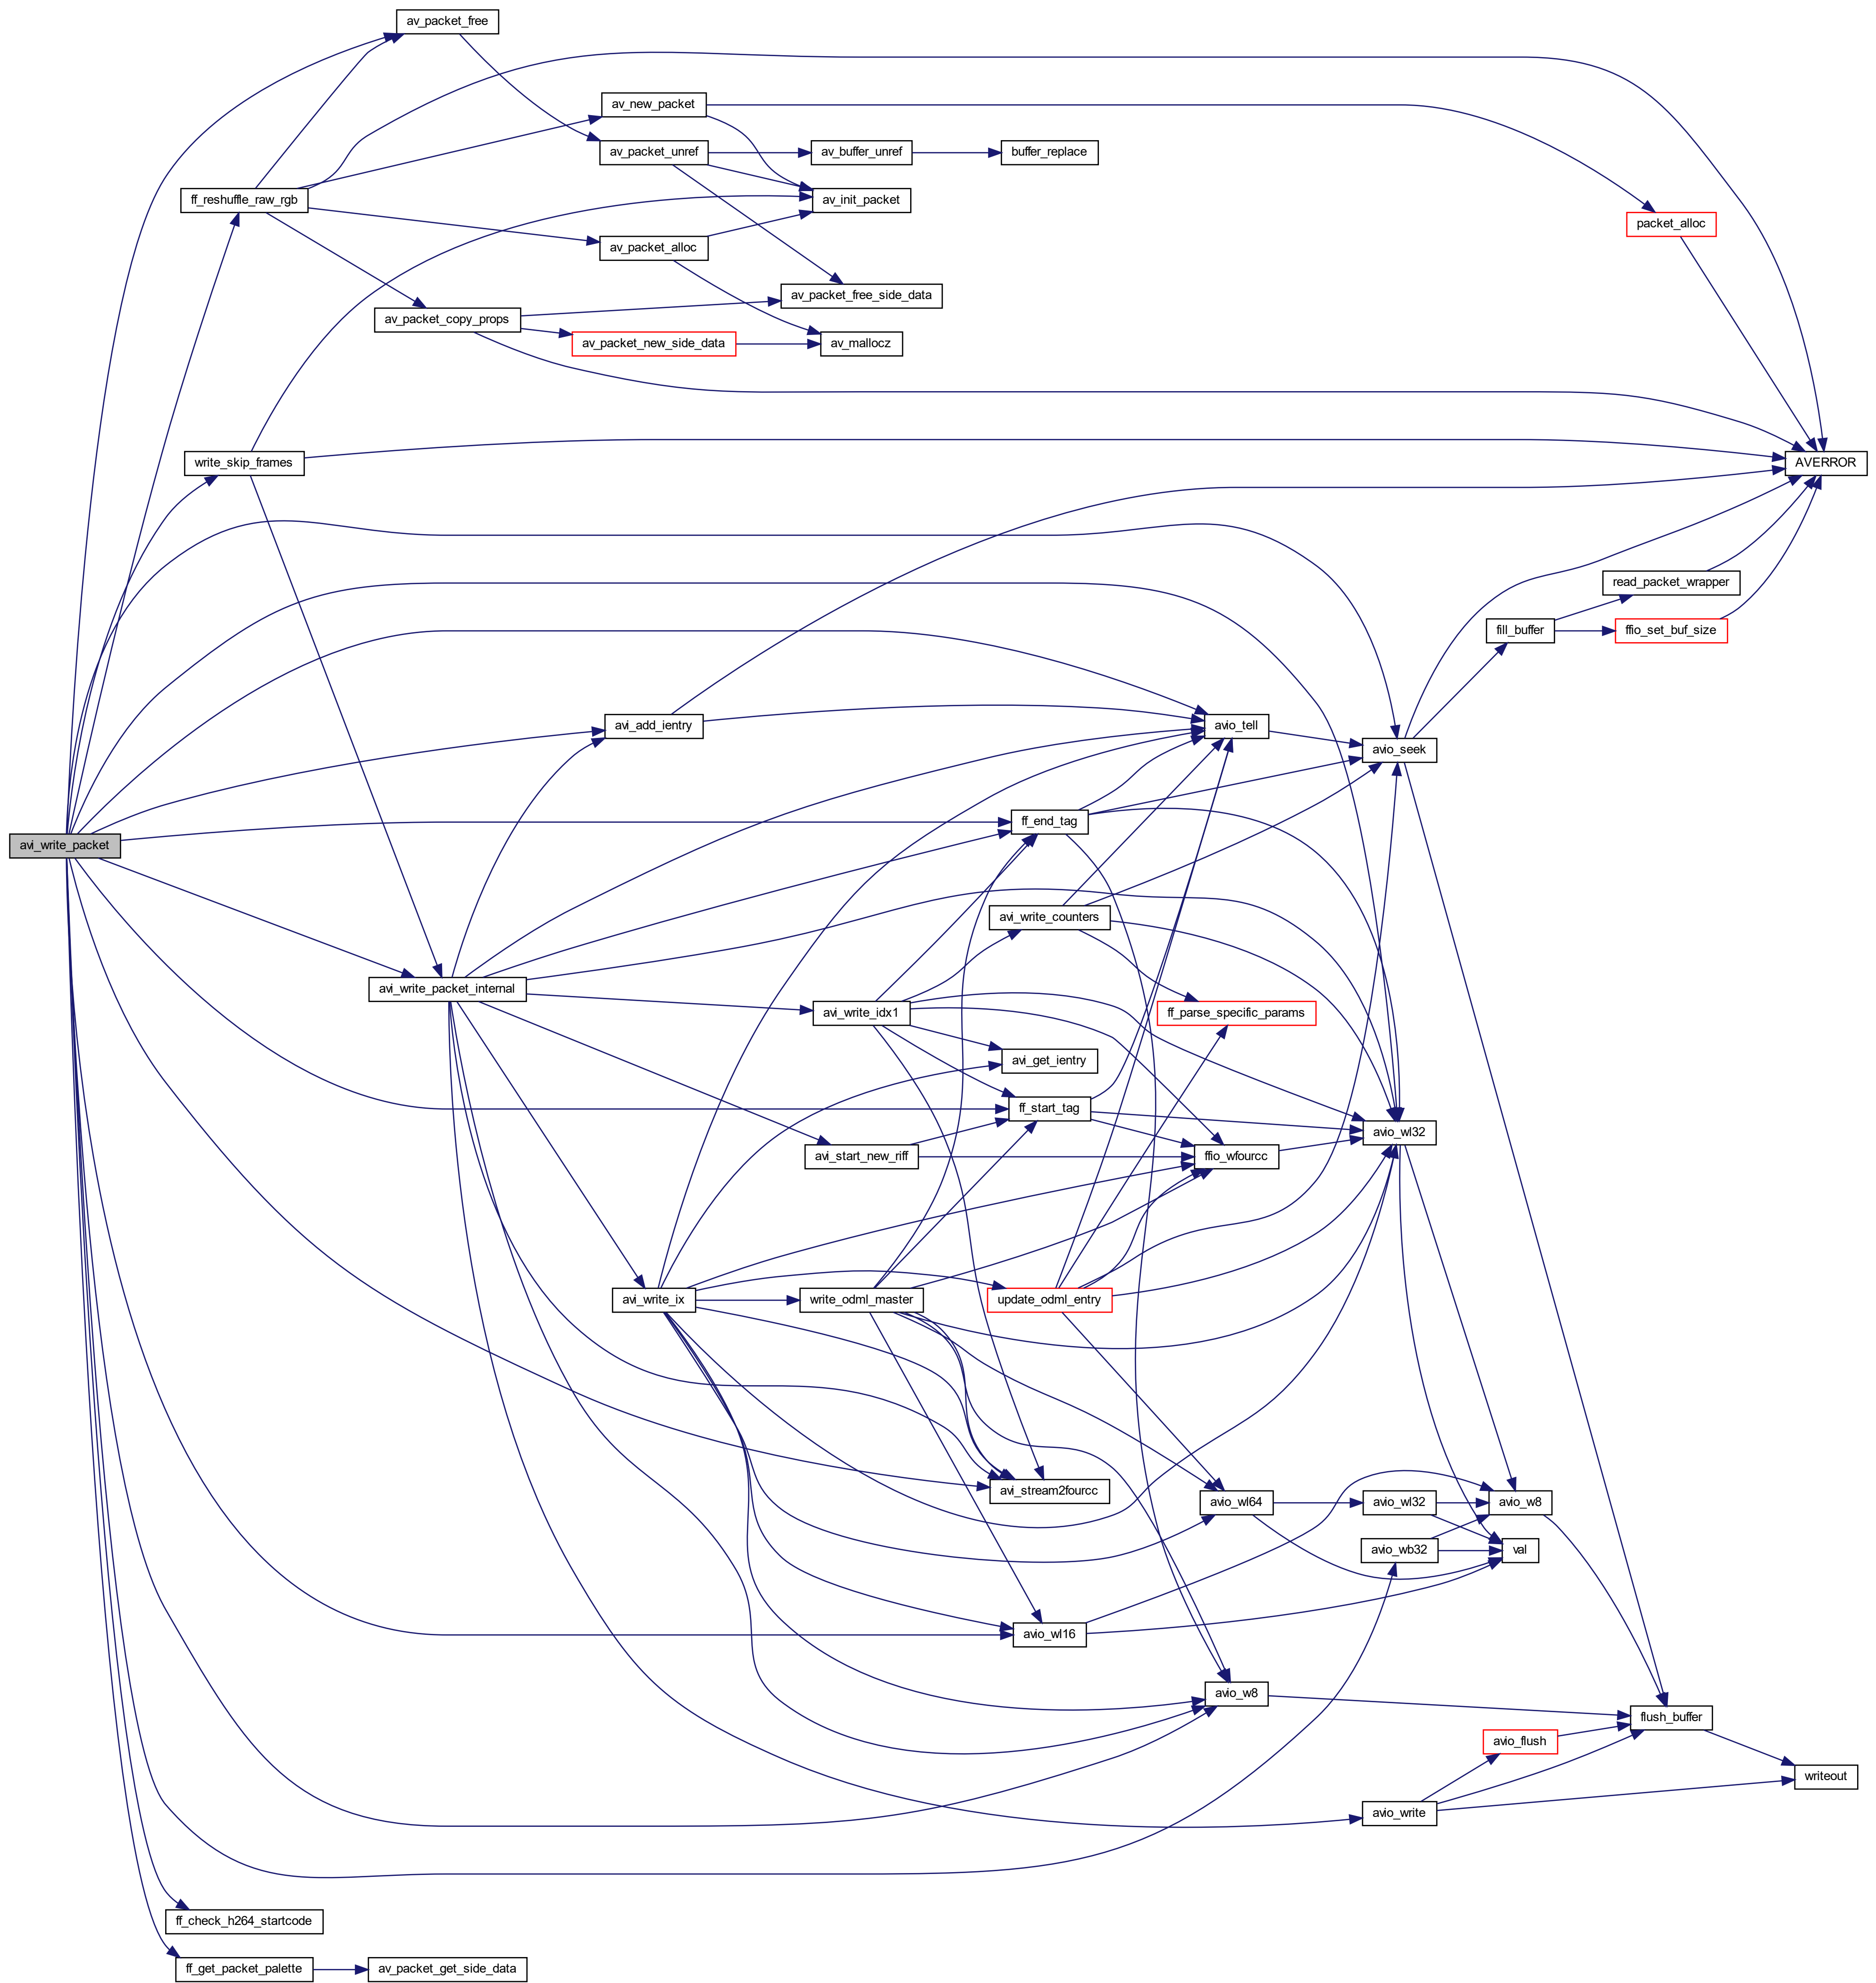 av_packet_free
av_new_packet
av_packet_unref
av_buffer_unref
buffer_replace
ff_reshuffle_raw_rgb
av_init_packet
packet_alloc
av_packet_alloc
av_packet_free_side_data
av_packet_copy_props
av_packet_new_side_data
av_mallocz
write_skip_frames
AVERROR
read_packet_wrapper
fill_buffer
ffio_set_buf_size
avi_add_ientry
avio_tell
avio_seek
ff_end_tag
avi_write_packet
avi_write_counters
avi_write_packet_internal
avi_write_idx1
ff_parse_specific_params
avi_get_ientry
ff_start_tag
avio_wl32
avi_start_new_riff
ffio_wfourcc
avi_write_ix
write_odml_master
update_odml_entry
avi_stream2fourcc
avio_wl64
avio_wl32
avio_w8
avio_wb32
val
avio_wl16
avio_w8
flush_buffer
avio_flush
writeout
avio_write
ff_check_h264_startcode
ff_get_packet_palette
av_packet_get_side_data